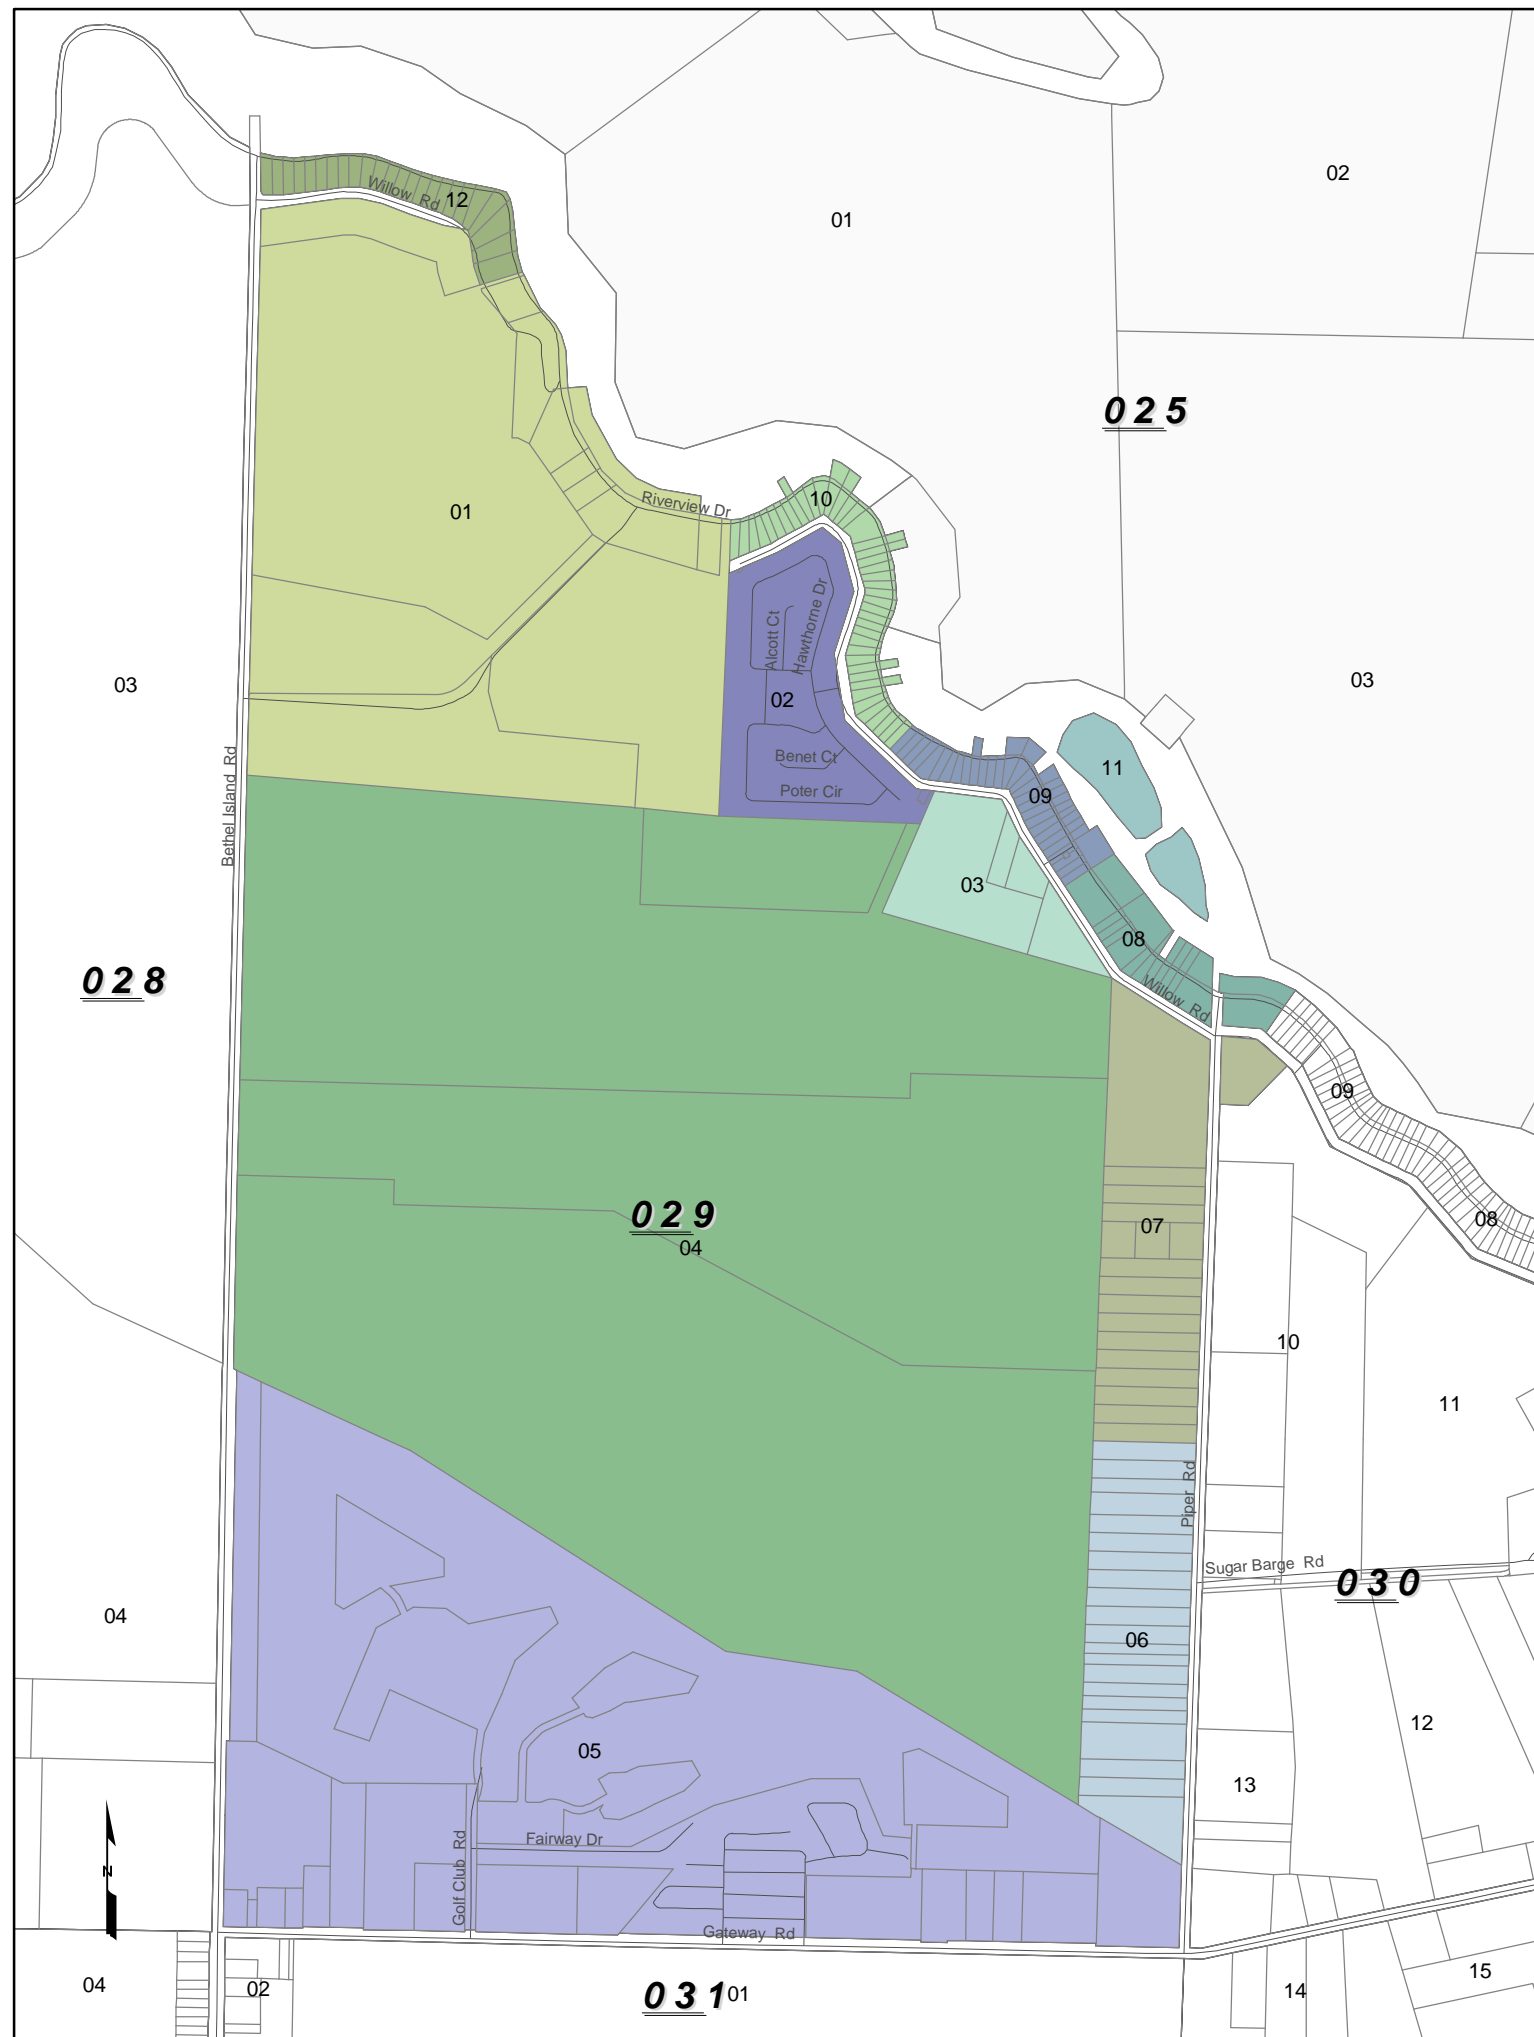 02
Willow Rd
12
01
025
Riverview Dr
10
01
Hawthorne Dr
Alcott Ct
03
03
02
Bethel Island Rd
Benet Ct
11
Poter Cir
09
03
08
028
Willow Rd
09
029
04
07
08
10
11
Piper Rd
Sugar Barge Rd
030
04
06
12
05
13
Fairway Dr
Golf Club Rd
N
Gateway Rd
04
02
031
01
14
15